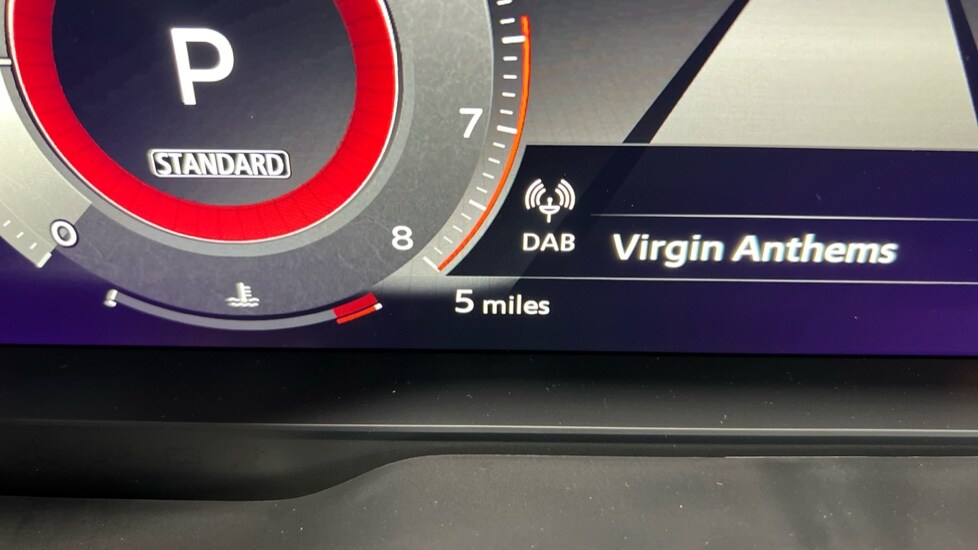 P
STANDARD
7
8
0
DAB
Virgin Anthems
5 miles